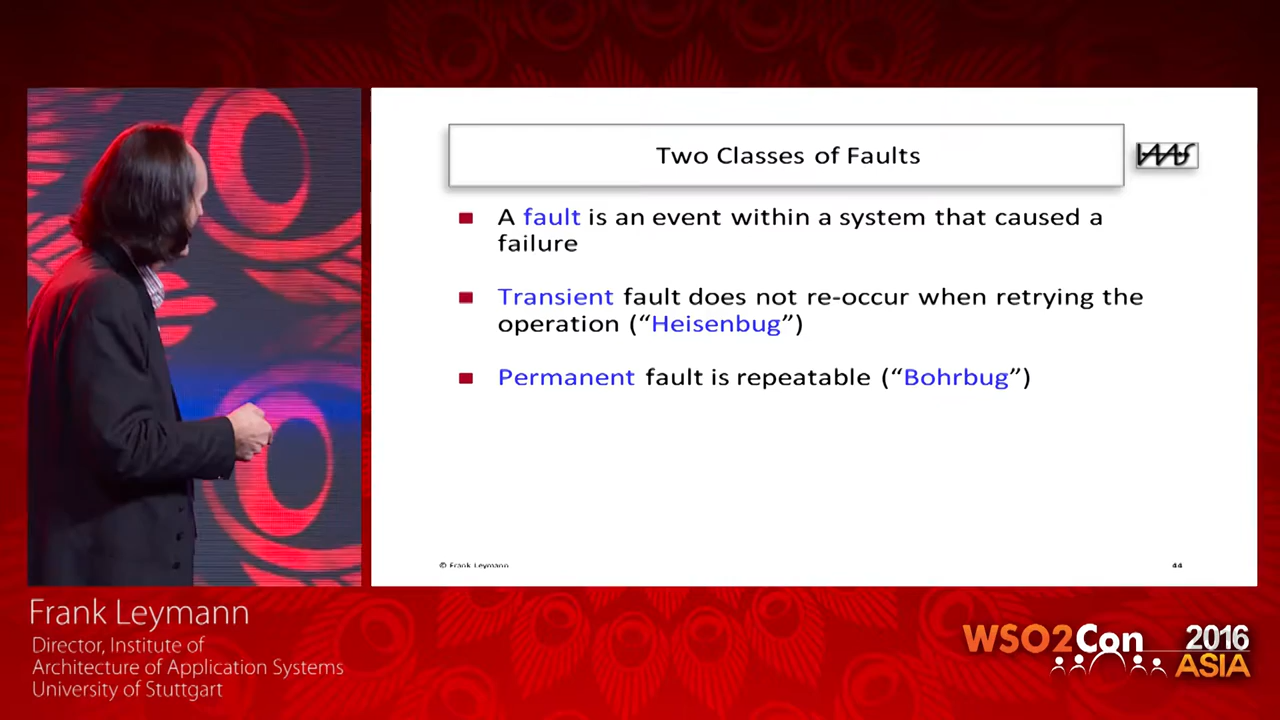 Two Classes of Faults
IAAS
A fault is an event within a system that caused a
failure
Transient fault does not re-occur when retrying the
operation (“Heisenbug”)
Permanent fault is repeatable (“Bohrbug”)
© Frank Leymann
44
Frank Leymann
Director, Institute of
Architecture of Application Systems
University of Stuttgart
WSO2Con 2016
ASIA